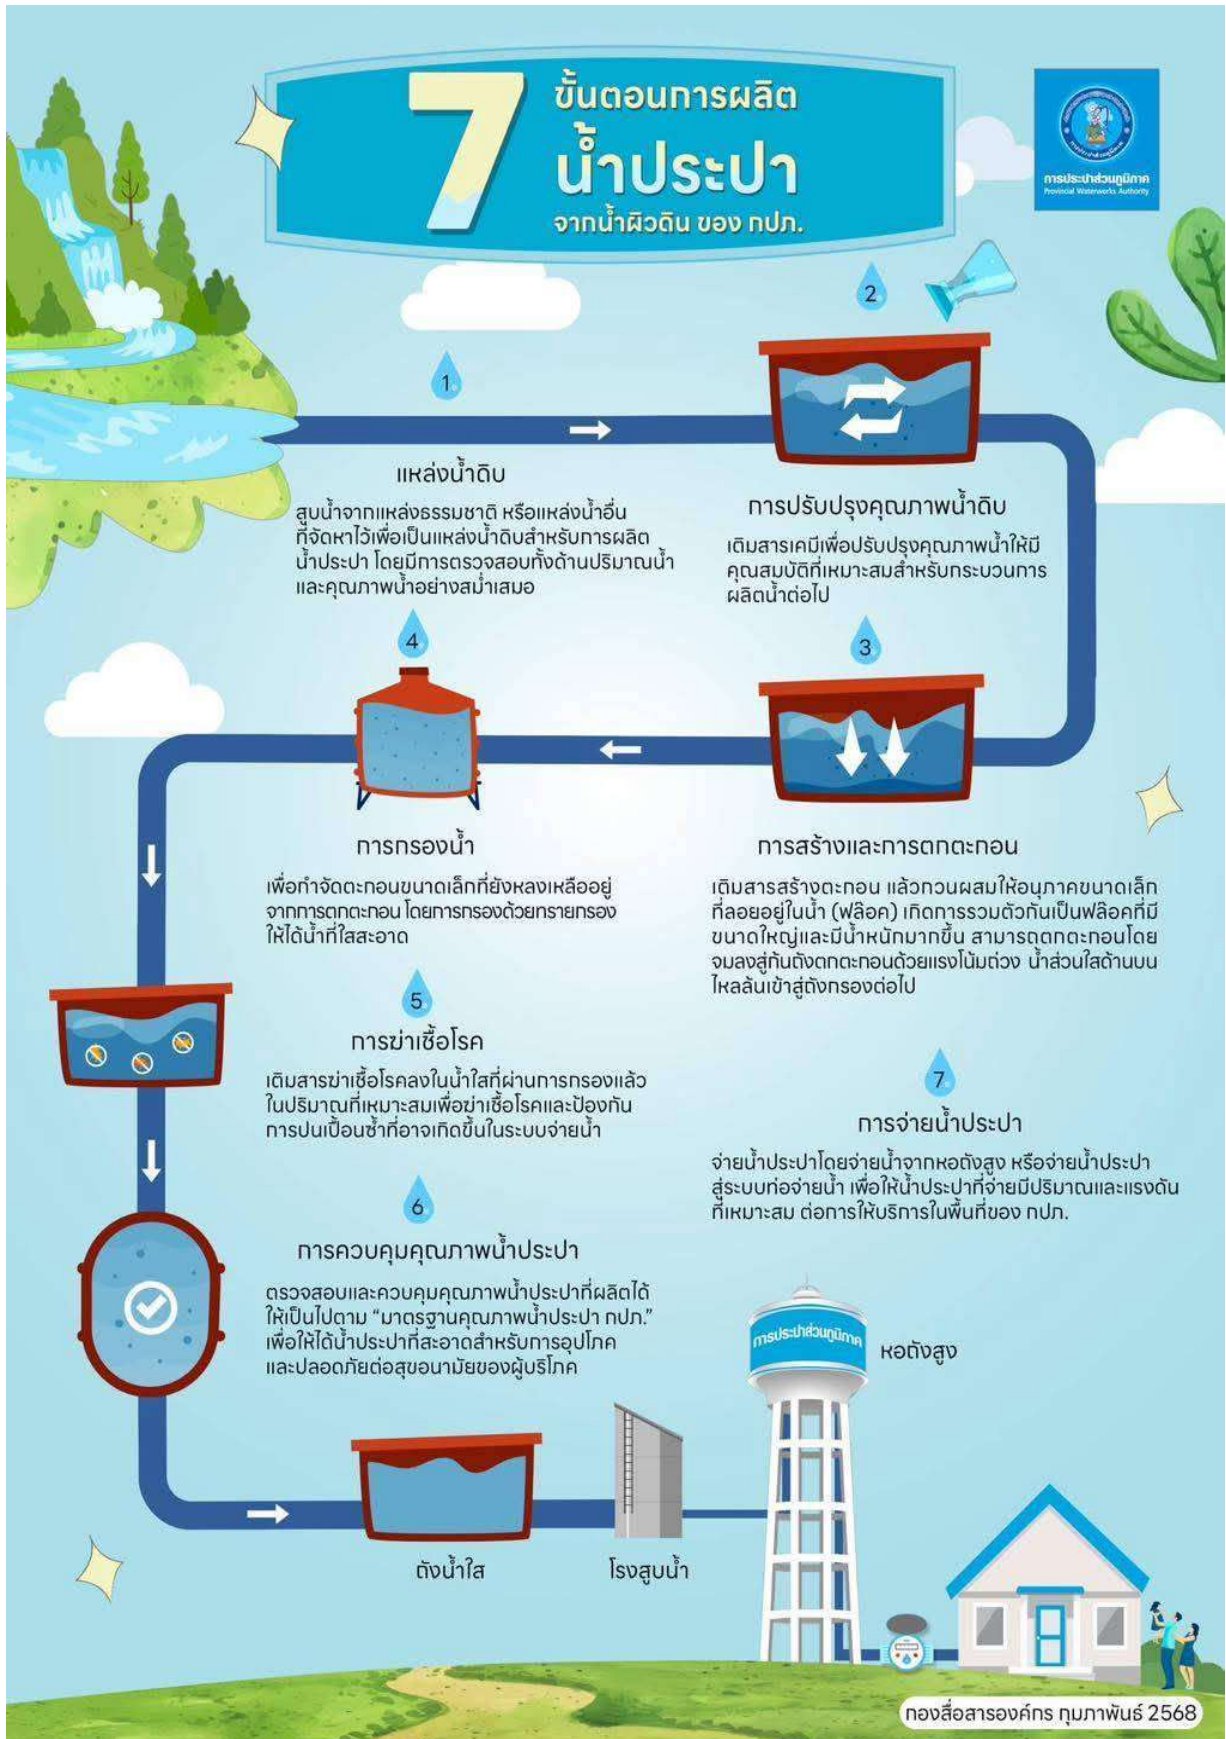 7
ขั้นตอนการผลิต
น้ำประปา
จากน้ำผิวดิน ของ กปภ.
การประปาส่วนภูมิภาค
Provincial Waterworks Authority
1.
แหล่งน้ำดิบ
สูบน้ำจากแหล่งธรรมชาติ หรือแหล่งน้ำอื่น
ที่จัดหาไว้เพื่อเป็นแหล่งน้ำดิบสำหรับการผลิต
น้ำประปา โดยมีการตรวจสอบทั้งด้านปริมาณน้ำ
และคุณภาพน้ำอย่างสม่ำเสมอ
2.
การปรับปรุงคุณภาพน้ำดิบ
เติมสารเคมีเพื่อปรับปรุงคุณภาพน้ำให้มี
คุณสมบัติที่เหมาะสมสำหรับกระบวนการ
ผลิตน้ำต่อไป
3.
การสร้างและการตกตะกอน
เติมสารสร้างตะกอน แล้วกวนผสมให้อนุภาคขนาดเล็ก
ที่ลอยอยู่ในน้ำ (ฟล๊อค) เกิดการรวมตัวกันเป็นฟล๊อคที่มี
ขนาดใหญ่และมีน้ำหนักมากขึ้น สามารถตกตะกอนโดย
จมลงสู่ก้นถังตกตะกอนด้วยแรงโน้มถ่วง น้ำส่วนใสด้านบน
ไหลล้นเข้าสู่ถังกรองต่อไป
4.
การกรองน้ำ
เพื่อกำจัดตะกอนขนาดเล็กที่ยังหลงเหลืออยู่
จากการตกตะกอน โดยการกรองด้วยทรายกรอง
ให้ได้น้ำที่ใสสะอาด
5.
การฆ่าเชื้อโรค
เติมสารฆ่าเชื้อโรคลงในน้ำใสที่ผ่านการกรองแล้ว
ในปริมาณที่เหมาะสมเพื่อฆ่าเชื้อโรคและป้องกัน
การปนเปื้อนซ้ำที่อาจเกิดขึ้นในระบบจ่ายน้ำ
6.
การควบคุมคุณภาพน้ำประปา
ตรวจสอบและควบคุมคุณภาพน้ำประปาที่ผลิตได้
ให้เป็นไปตาม “มาตรฐานคุณภาพน้ำประปา กปภ.”
เพื่อให้ได้น้ำประปาที่สะอาดสำหรับการอุปโภค
และปลอดภัยต่อสุขอนามัยของผู้บริโภค
7.
การจ่ายน้ำประปา
จ่ายน้ำประปาโดยจ่ายน้ำจากหอถังสูง หรือจ่ายน้ำประปา
สู่ระบบท่อจ่ายน้ำ เพื่อให้น้ำประปาที่จ่ายมีปริมาณและแรงดัน
ที่เหมาะสม ต่อการให้บริการในพื้นที่ของ กปภ.
การประปาส่วนภูมิภาค
หอถังสูง
ถังน้ำใส
โรงสูบน้ำ
กองสื่อสารองค์กร กุมภาพันธ์ 2568